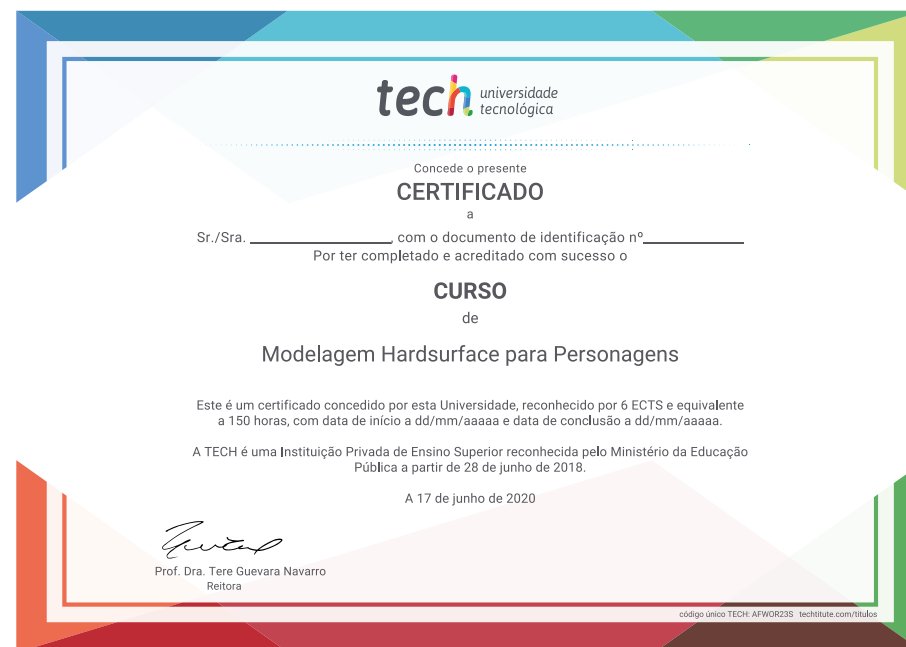 tech universidade
tecnológica
Concede o presente
CERTIFICADO
a
Sr./Sra. ____________________, com o documento de identificação nº______________
Por ter completado e acreditado com sucesso o
CURSO
de
Modelagem Hardsurface para Personagens
Este é um certificado concedido por esta Universidade, reconhecido por 6 ECTS e equivalente
a 150 horas, com data de início a dd/mm/aaaaa e data de conclusão a dd/mm/aaaaa.
A TECH é uma Instituição Privada de Ensino Superior reconhecida pelo Ministério da Educação
Pública a partir de 28 de junho de 2018.
A 17 de junho de 2020
Prof. Dra. Tere Guevara Navarro
Reitora
código único TECH: AFWOR23S techtitute.com/titulos